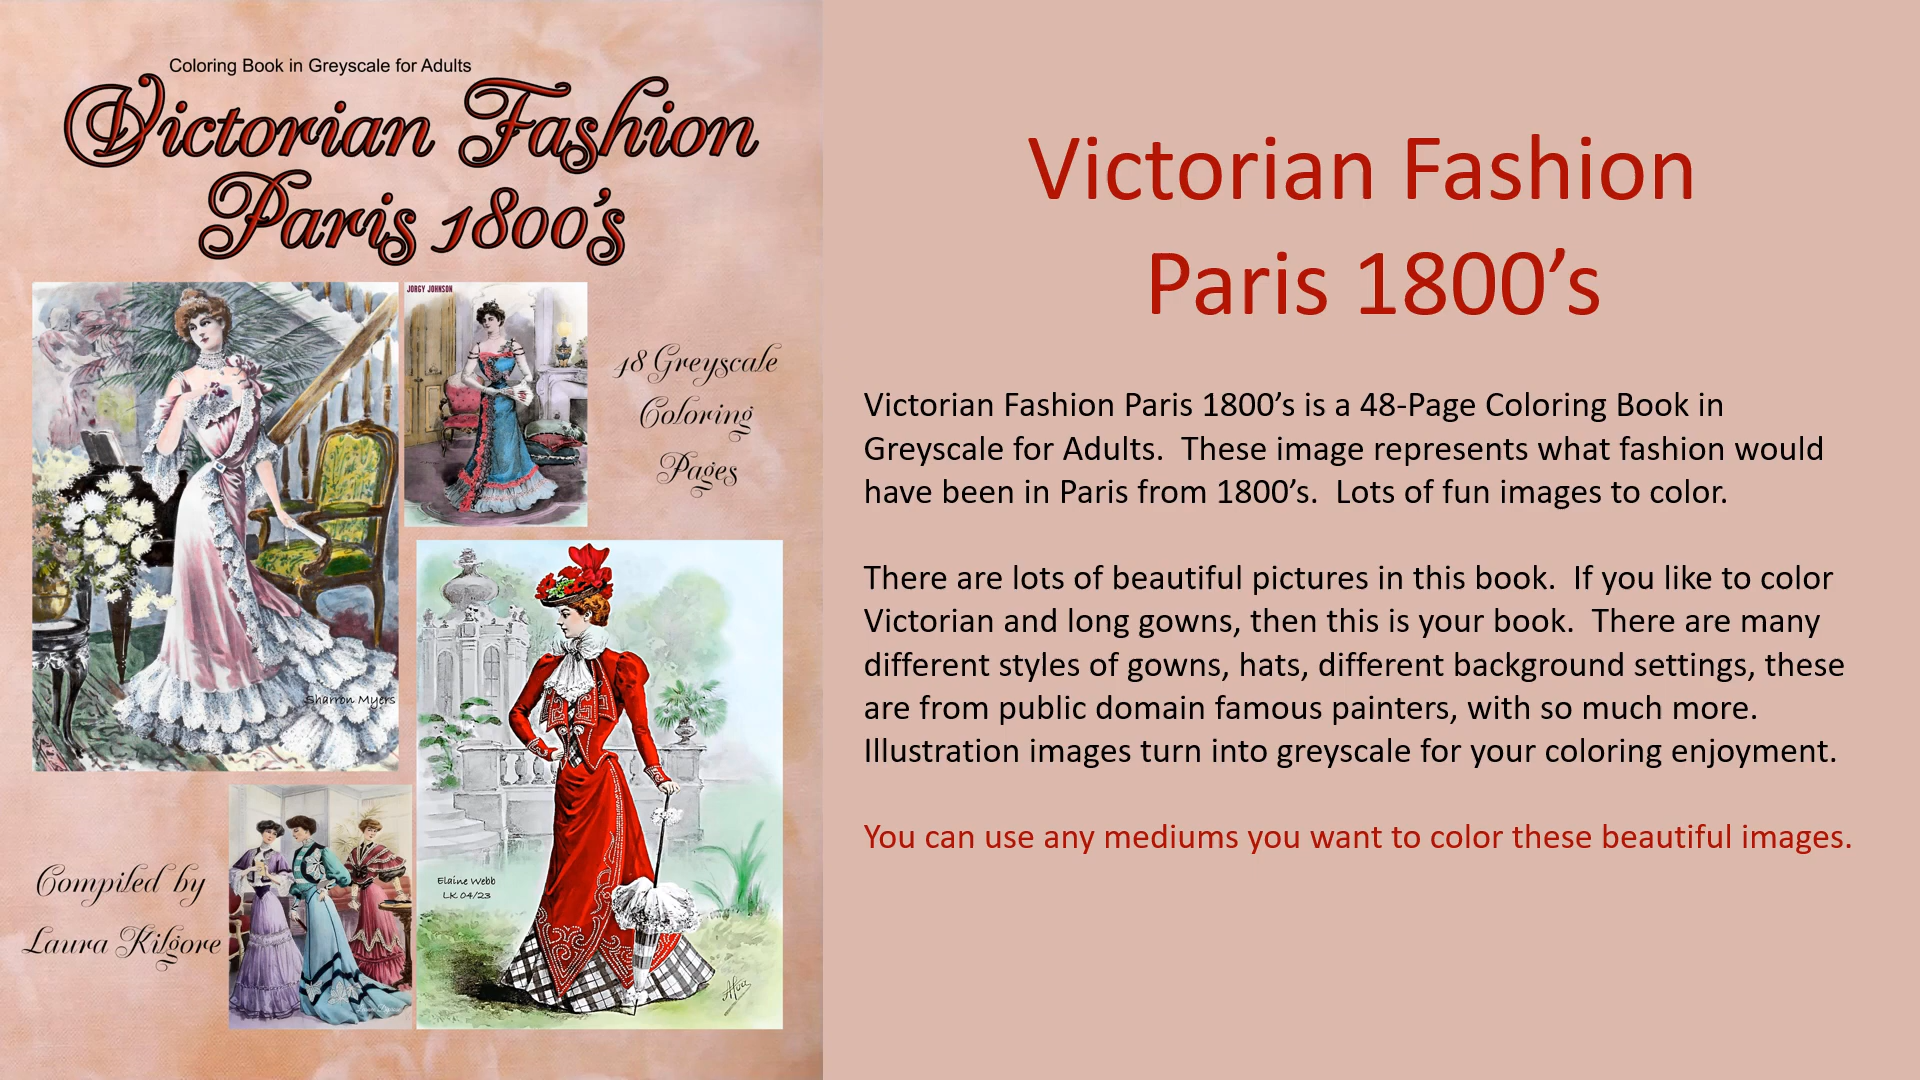 Coloring Book in Greyscale for Adults
Victorian Fashion
Paris 1800's
JORGY JOHNSON
48 Greyscale
Coloring
Pages
Sharron Myers
Elaine Webb
LK 04/23
Compiled by
Laura Kilgore
Victorian Fashion
Paris 1800’s
Victorian Fashion Paris 1800’s is a 48-Page Coloring Book in
Greyscale for Adults.  These image represents what fashion would
have been in Paris from 1800’s.  Lots of fun images to color.
There are lots of beautiful pictures in this book.  If you like to color
Victorian and long gowns, then this is your book.  There are many
different styles of gowns, hats, different background settings, these
are from public domain famous painters, with so much more.
Illustration images turn into greyscale for your coloring enjoyment.
You can use any mediums you want to color these beautiful images.